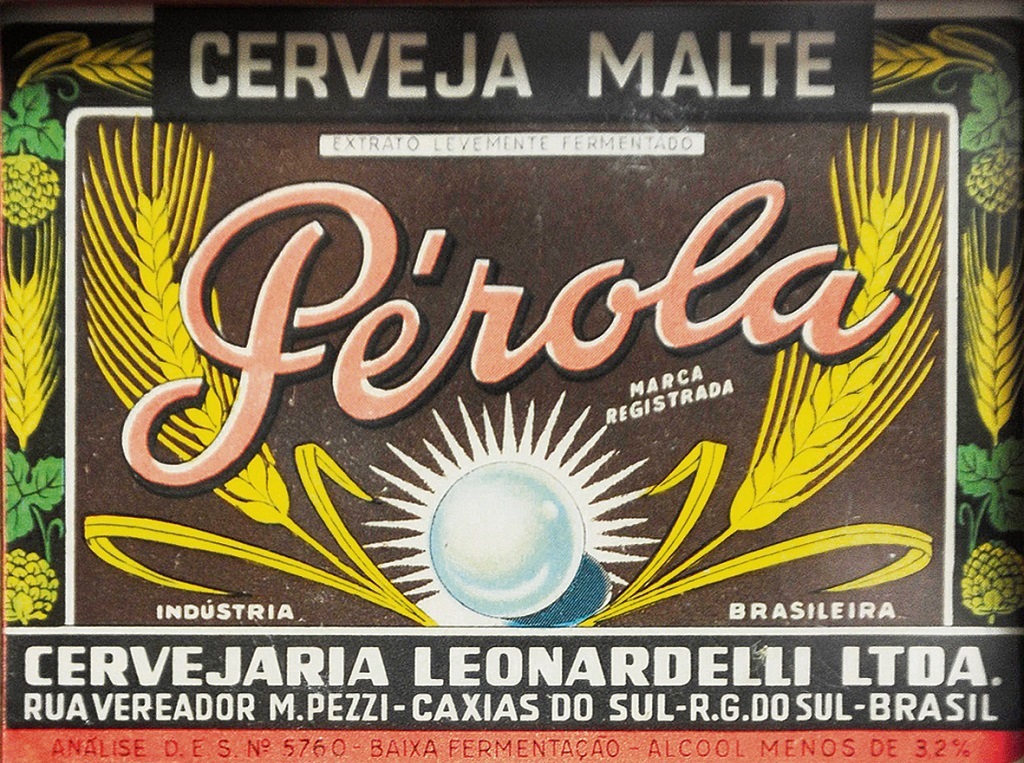 CERVEJA MALTE
EXTRATO LEVEMENTE FERMENTADO
Pérola
MARCA
REGISTRADA
INDÚSTRIA BRASILEIRA
CERVEJARIA LEONARDELLI LTDA.
RUA VEREADOR M. PEZZI-CAXIAS DO SUL-R.G.DO SUL-BRASIL
ANÁLISE D.E S. Nº 5760 - BAIXA FERMENTAÇÃO - ALCOOL MENOS DE 3,2%